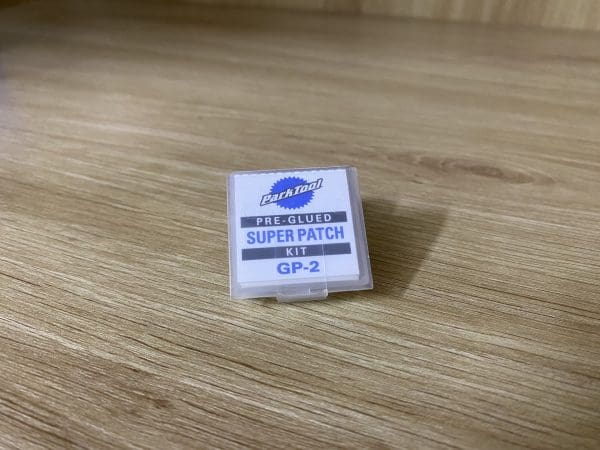 ParkTool
PRE-GLUED
SUPER PATCH
KIT
GP-2